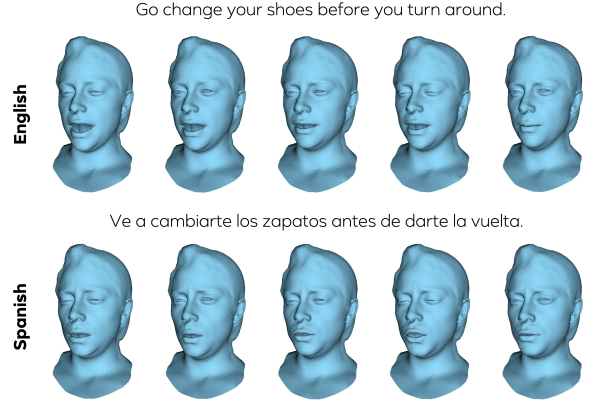 Go change your shoes before you turn around.
English
Ve a cambiarte los zapatos antes de darte la vuelta.
Spanish